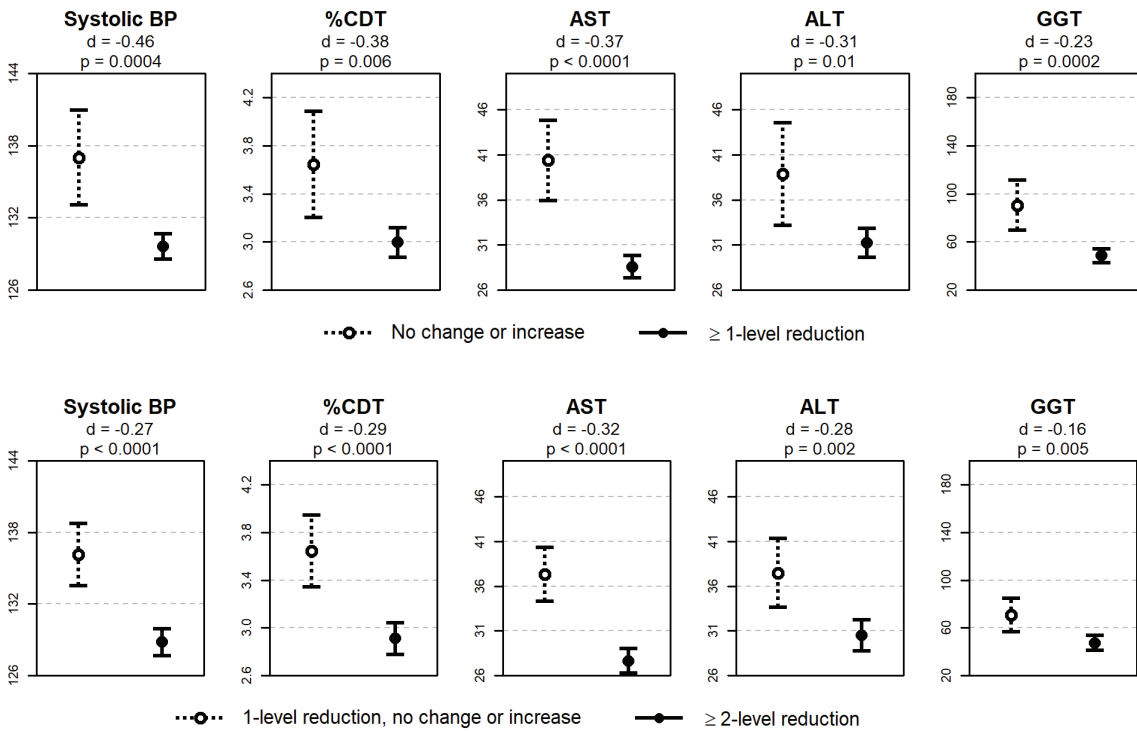 Systolic BP
d = -0.46
p = 0.0004
144
138
132
126
%CDT
d = -0.38
p = 0.006
4.2
3.8
3.4
3.0
2.6
AST
d = -0.37
p < 0.0001
46
41
36
31
26
ALT
d = -0.31
p = 0.01
46
41
36
31
26
GGT
d = -0.23
p = 0.0002
180
140
100
60
20
No change or increase
≥ 1-level reduction
Systolic BP
d = -0.27
p < 0.0001
144
138
132
126
%CDT
d = -0.29
p < 0.0001
4.2
3.8
3.4
3.0
2.6
AST
d = -0.32
p < 0.0001
46
41
36
31
26
ALT
d = -0.28
p = 0.002
46
41
36
31
26
GGT
d = -0.16
p = 0.005
180
140
100
60
20
1-level reduction, no change or increase
≥ 2-level reduction